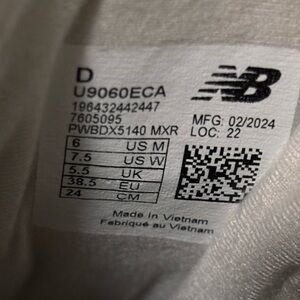 D
U9060ECA
196432442447
7605095
PWBDX5140 MXR
NB
MFG: 02/2024
LOC: 22
6 US M
7.5 US W
5.5 UK
38.5 EU
24 CM
Made in Vietnam
Fabriqué au Vietnam